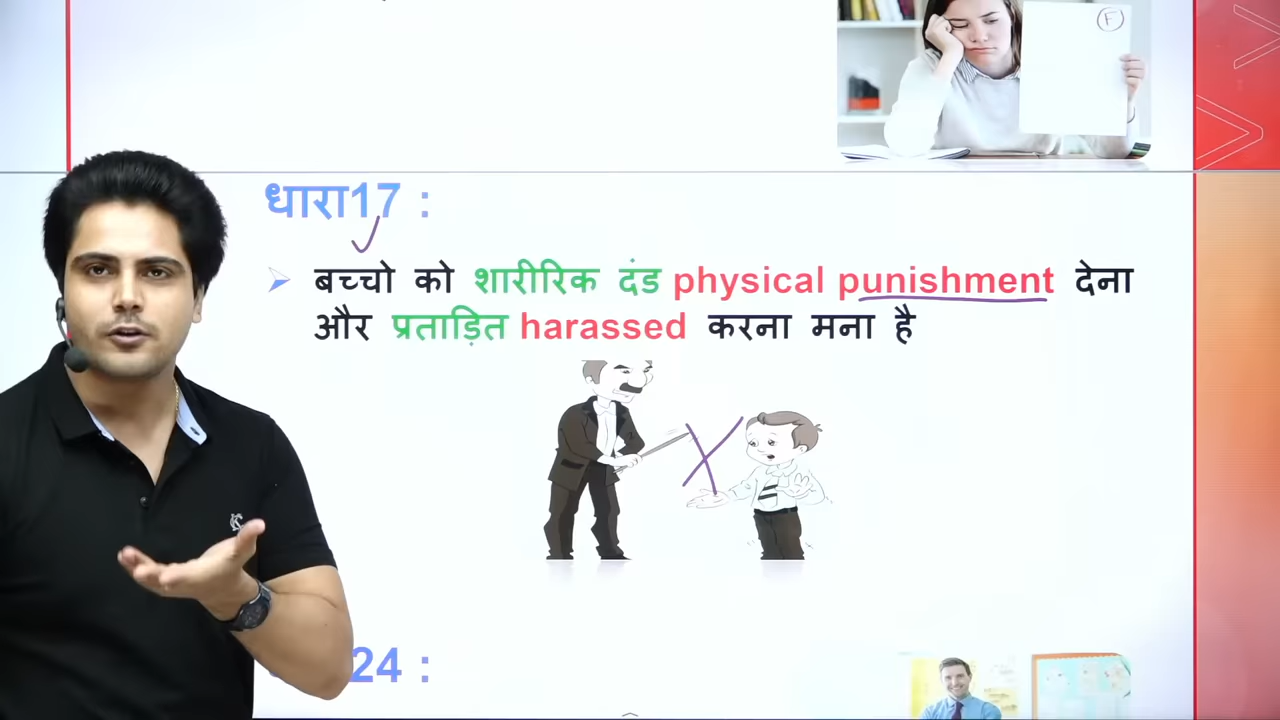 F
धारा17 :
बच्चो को शारीरिक दंड physical punishment देना
और प्रताड़ित harassed करना मना है
24 :